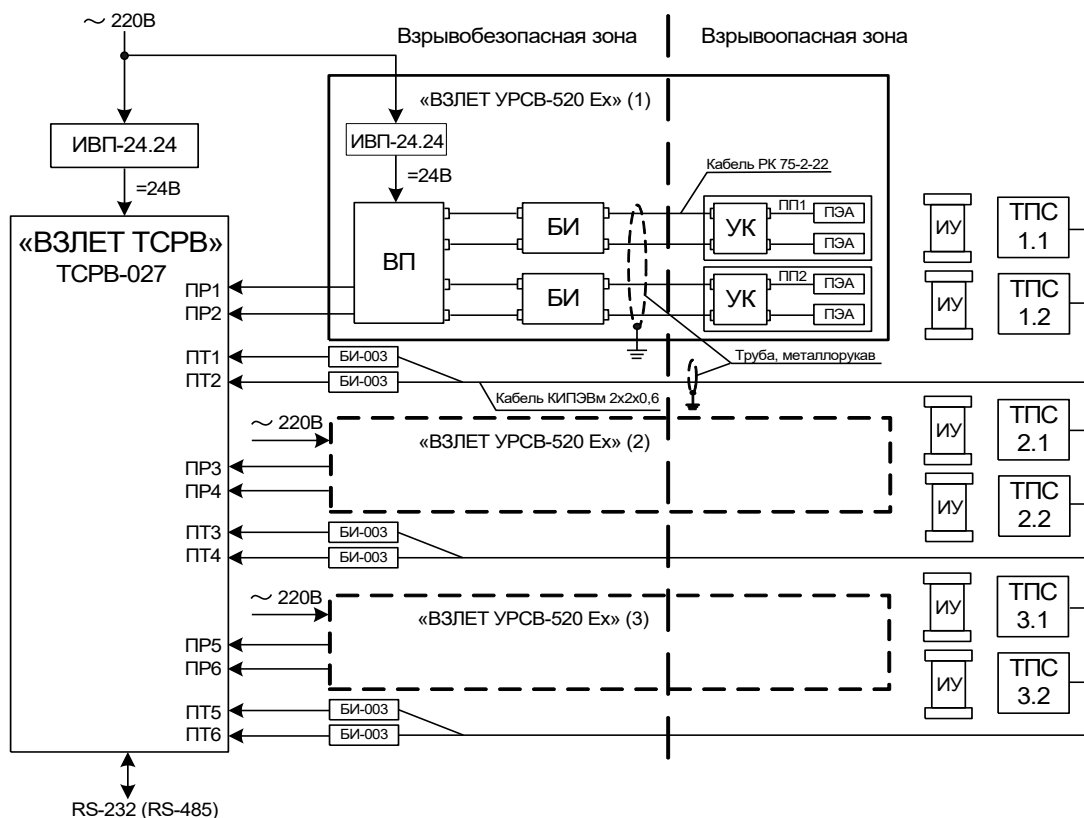 ~ 220В
Взрывобезопасная зона
Взрывоопасная зона
«ВЗЛЕТ УРСВ-520 Ex» (1)
ИВП-24.24
ИВП-24.24
=24В
=24В
Кабель РК 75-2-22
«ВЗЛЕТ ТСРВ»
ТСРВ-027
ВП
БИ
БИ
УК
ПП1
ПЭА
ПЭА
УК
ПП2
ПЭА
ПЭА
ИУ
ТПС
1.1
ИУ
ТПС
1.2
ПР1
ПР2
Труба, металлорукав
ПТ1
БИ-003
ПТ2
БИ-003
Кабель КИПЭВм 2x2x0,6
~ 220В
«ВЗЛЕТ УРСВ-520 Ex» (2)
ИУ
ТПС
2.1
ПР3
ПР4
ИУ
ТПС
2.2
ПТ3
БИ-003
ПТ4
БИ-003
~ 220В
«ВЗЛЕТ УРСВ-520 Ex» (3)
ИУ
ТПС
3.1
ПР5
ПР6
ИУ
ТПС
3.2
ПТ5
БИ-003
ПТ6
БИ-003
RS-232 (RS-485)